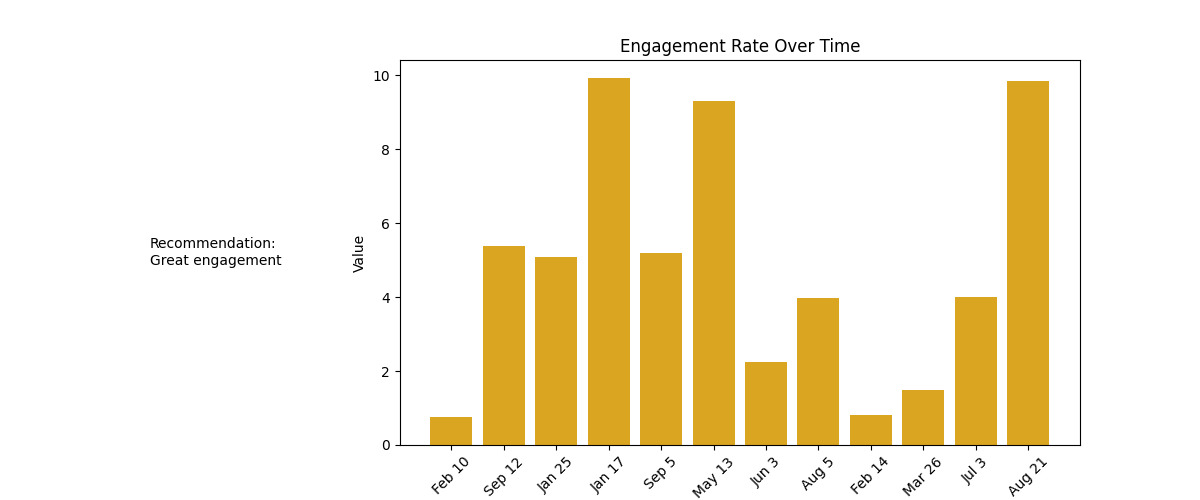 Engagement Rate Over Time
Recommendation:
Great engagement
Value
10
8
6
4
2
0
Feb 10
Sep 12
Jan 25
Jan 17
Sep 5
May 13
Jun 3
Aug 5
Feb 14
Mar 26
Jul 3
Aug 21